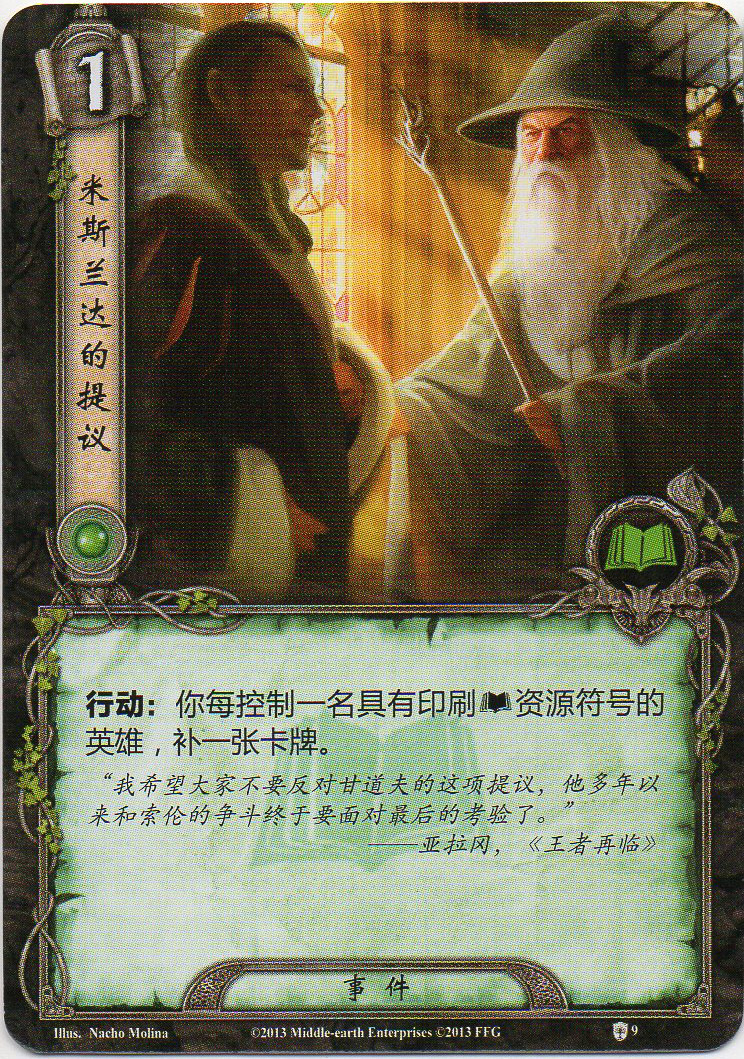 1
米斯兰达的提议
行动：你每控制一名具有印刷资源符号的
英雄，补一张卡牌。
“我希望大家不要反对甘道夫的这项提议，他多年以
来和索伦的争斗终于要面对最后的考验了。”
——亚拉冈，《王者再临》
事件
Illus. Nacho Molina
©2013 Middle-earth Enterprises ©2013 FFG
9